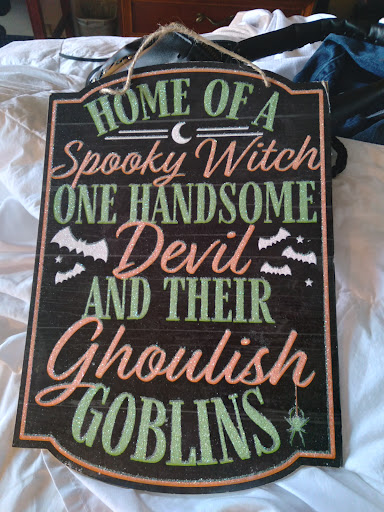 HOME OF A
Spooky Witch
ONE HANDSOME
Devil
AND THEIR
Ghoulish
GOBLINS